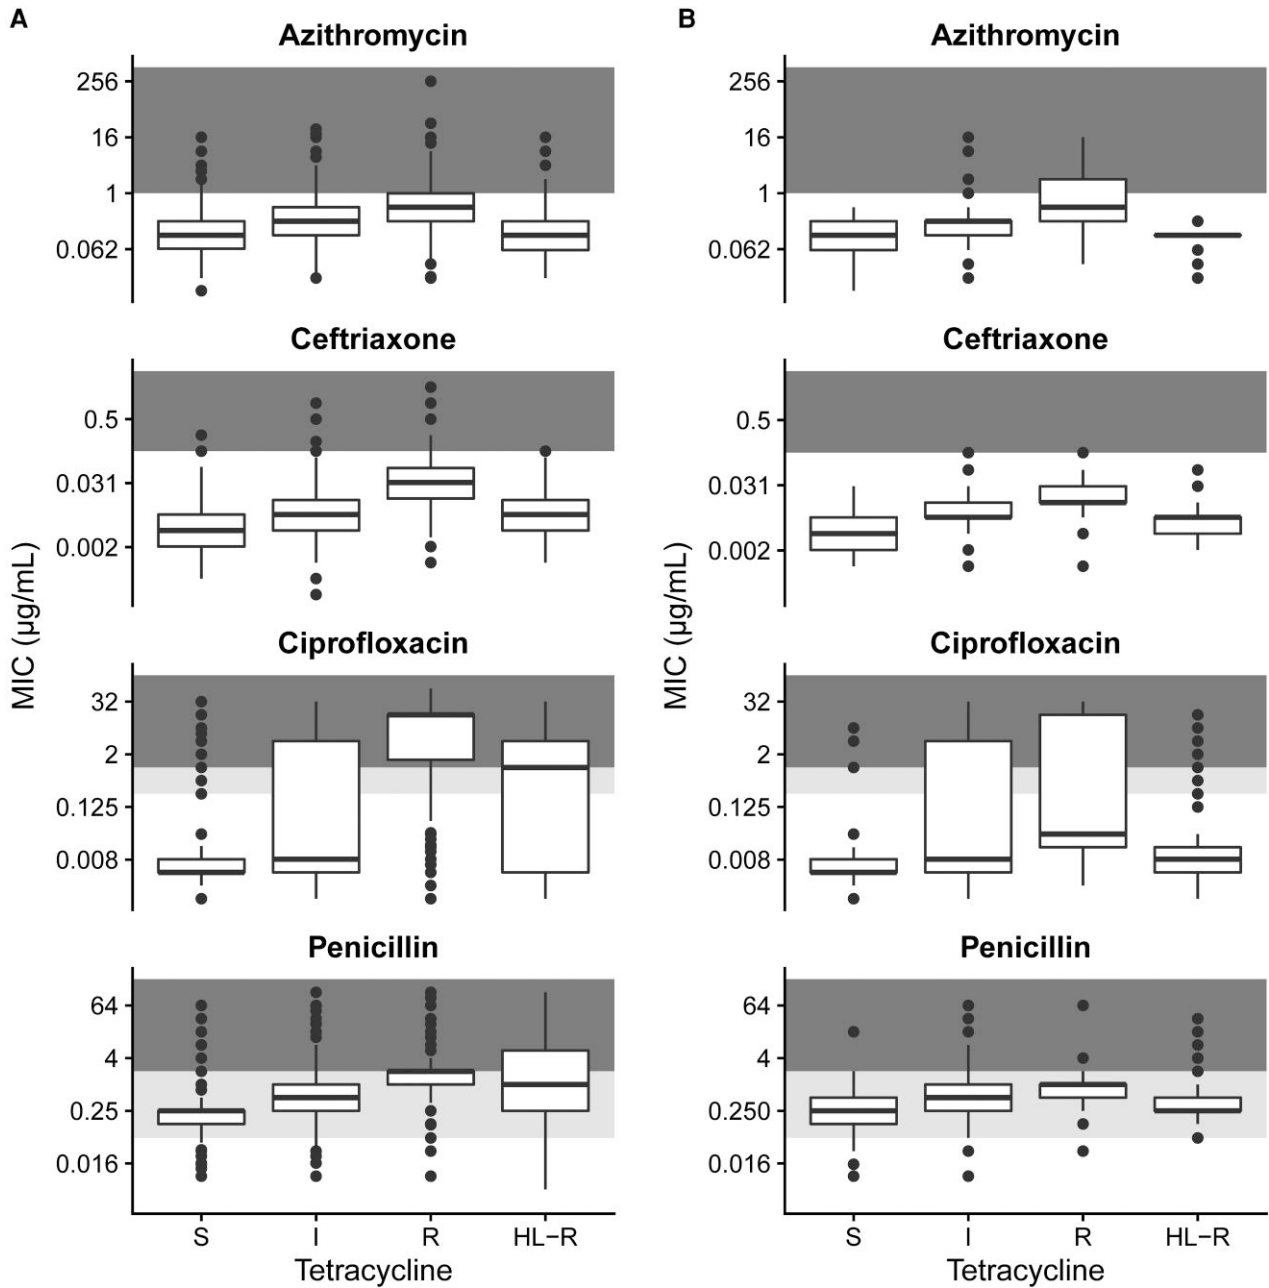 A
Azithromycin
256
16
1
0.062
Ceftriaxone
0.5
0.031
0.002
Ciprofloxacin
32
2
0.125
0.008
Penicillin
64
4
0.25
0.016
MIC (µg/mL)
S I R HL−R
Tetracycline
B
Azithromycin
256
16
1
0.062
Ceftriaxone
0.5
0.031
0.002
Ciprofloxacin
32
2
0.125
0.008
Penicillin
64
4
0.250
0.016
MIC (µg/mL)
S I R HL−R
Tetracycline